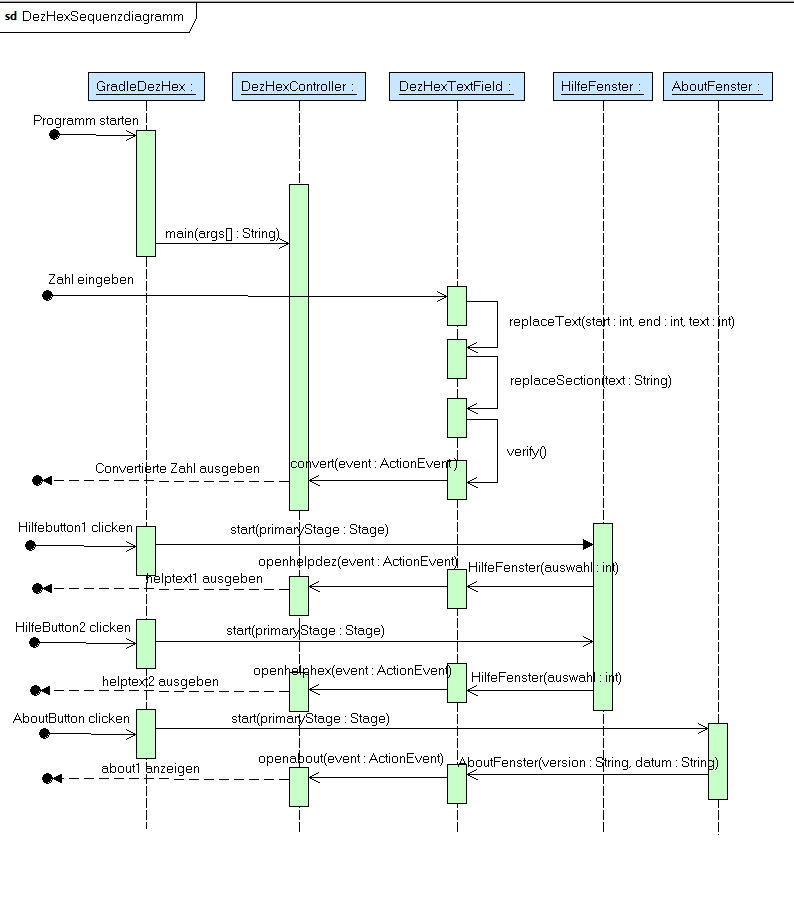 sd DezHexSequenzdiagramm
GradleDezHex :
DezHexController :
DezHexTextField :
HilfeFenster :
AboutFenster :
Programm starten
main(args[] : String)
Zahl eingeben
replaceText(start : int, end : int, text : int)
replaceSection(text : String)
verify()
convert(event : ActionEvent)
Convertierte Zahl ausgeben
Hilfebutton1 clicken
start(primaryStage : Stage)
openhelpdez(event : ActionEvent)
HilfeFenster(auswahl : int)
helptext1 ausgeben
HilfeButton2 clicken
start(primaryStage : Stage)
openhelphex(event : ActionEvent)
HilfeFenster(auswahl : int)
helptext2 ausgeben
AboutButton clicken
start(primaryStage : Stage)
openabout(event : ActionEvent)
AboutFenster(version : String, datum : String)
about1 anzeigen